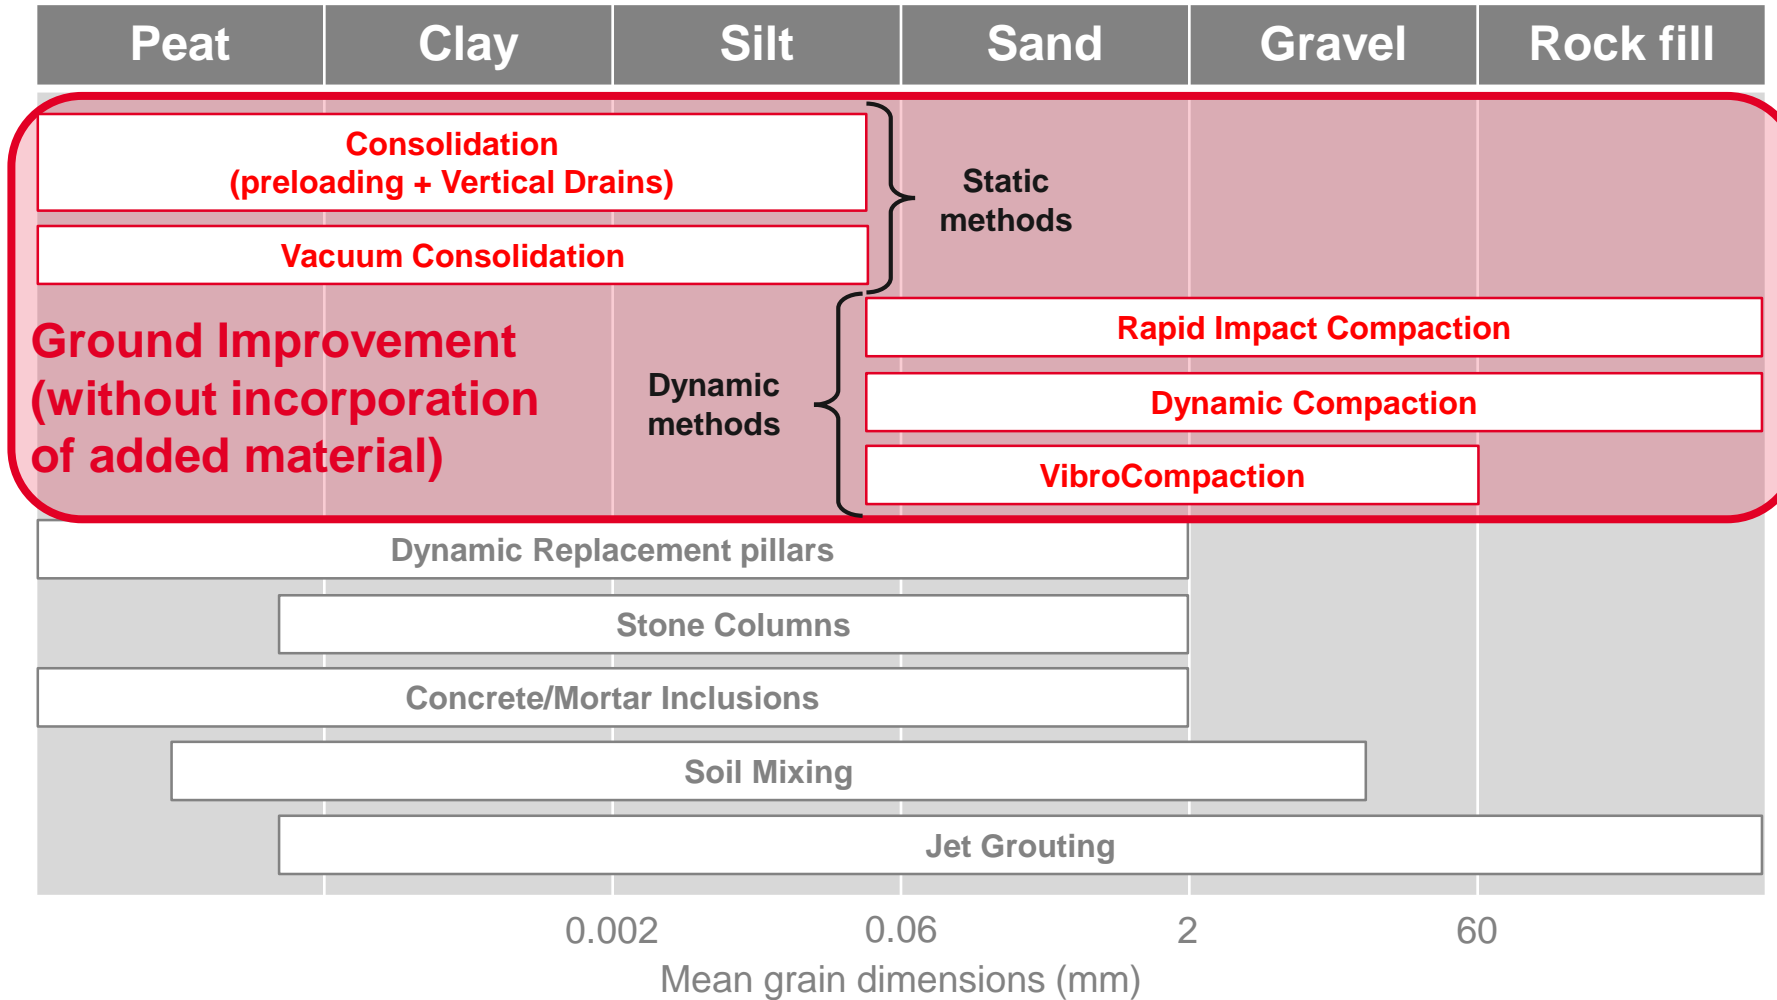 Peat Clay Silt Sand Gravel Rock fill
Consolidation
(preloading + Vertical Drains)
Static
methods
Vacuum Consolidation
Rapid Impact Compaction
Ground Improvement
(without incorporation
of added material)
Dynamic
methods
Dynamic Compaction
VibroCompaction
Dynamic Replacement pillars
Stone Columns
Concrete/Mortar Inclusions
Soil Mixing
Jet Grouting
0.002 0.06 2 60
Mean grain dimensions (mm)